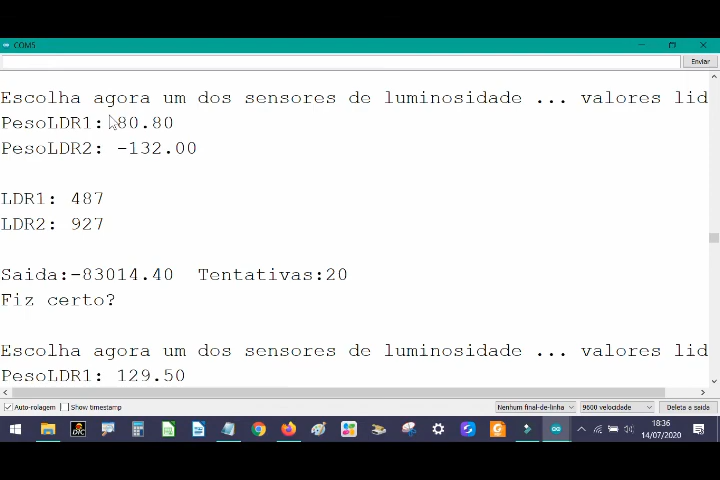 COM5
Enviar
Escolha agora um dos sensores de luminosidade ... valores lid
PesoLDR1: 80.80
PesoLDR2: -132.00
LDR1: 487
LDR2: 927
Saida:-83014.40 Tentativas:20
Fiz certo?
Escolha agora um dos sensores de luminosidade ... valores lid
PesoLDR1: 129.50
Auto-rolagem Show timestamp Nenhum final-de-linha 9600 velocidade Deleta a saida
18:36
14/07/2020